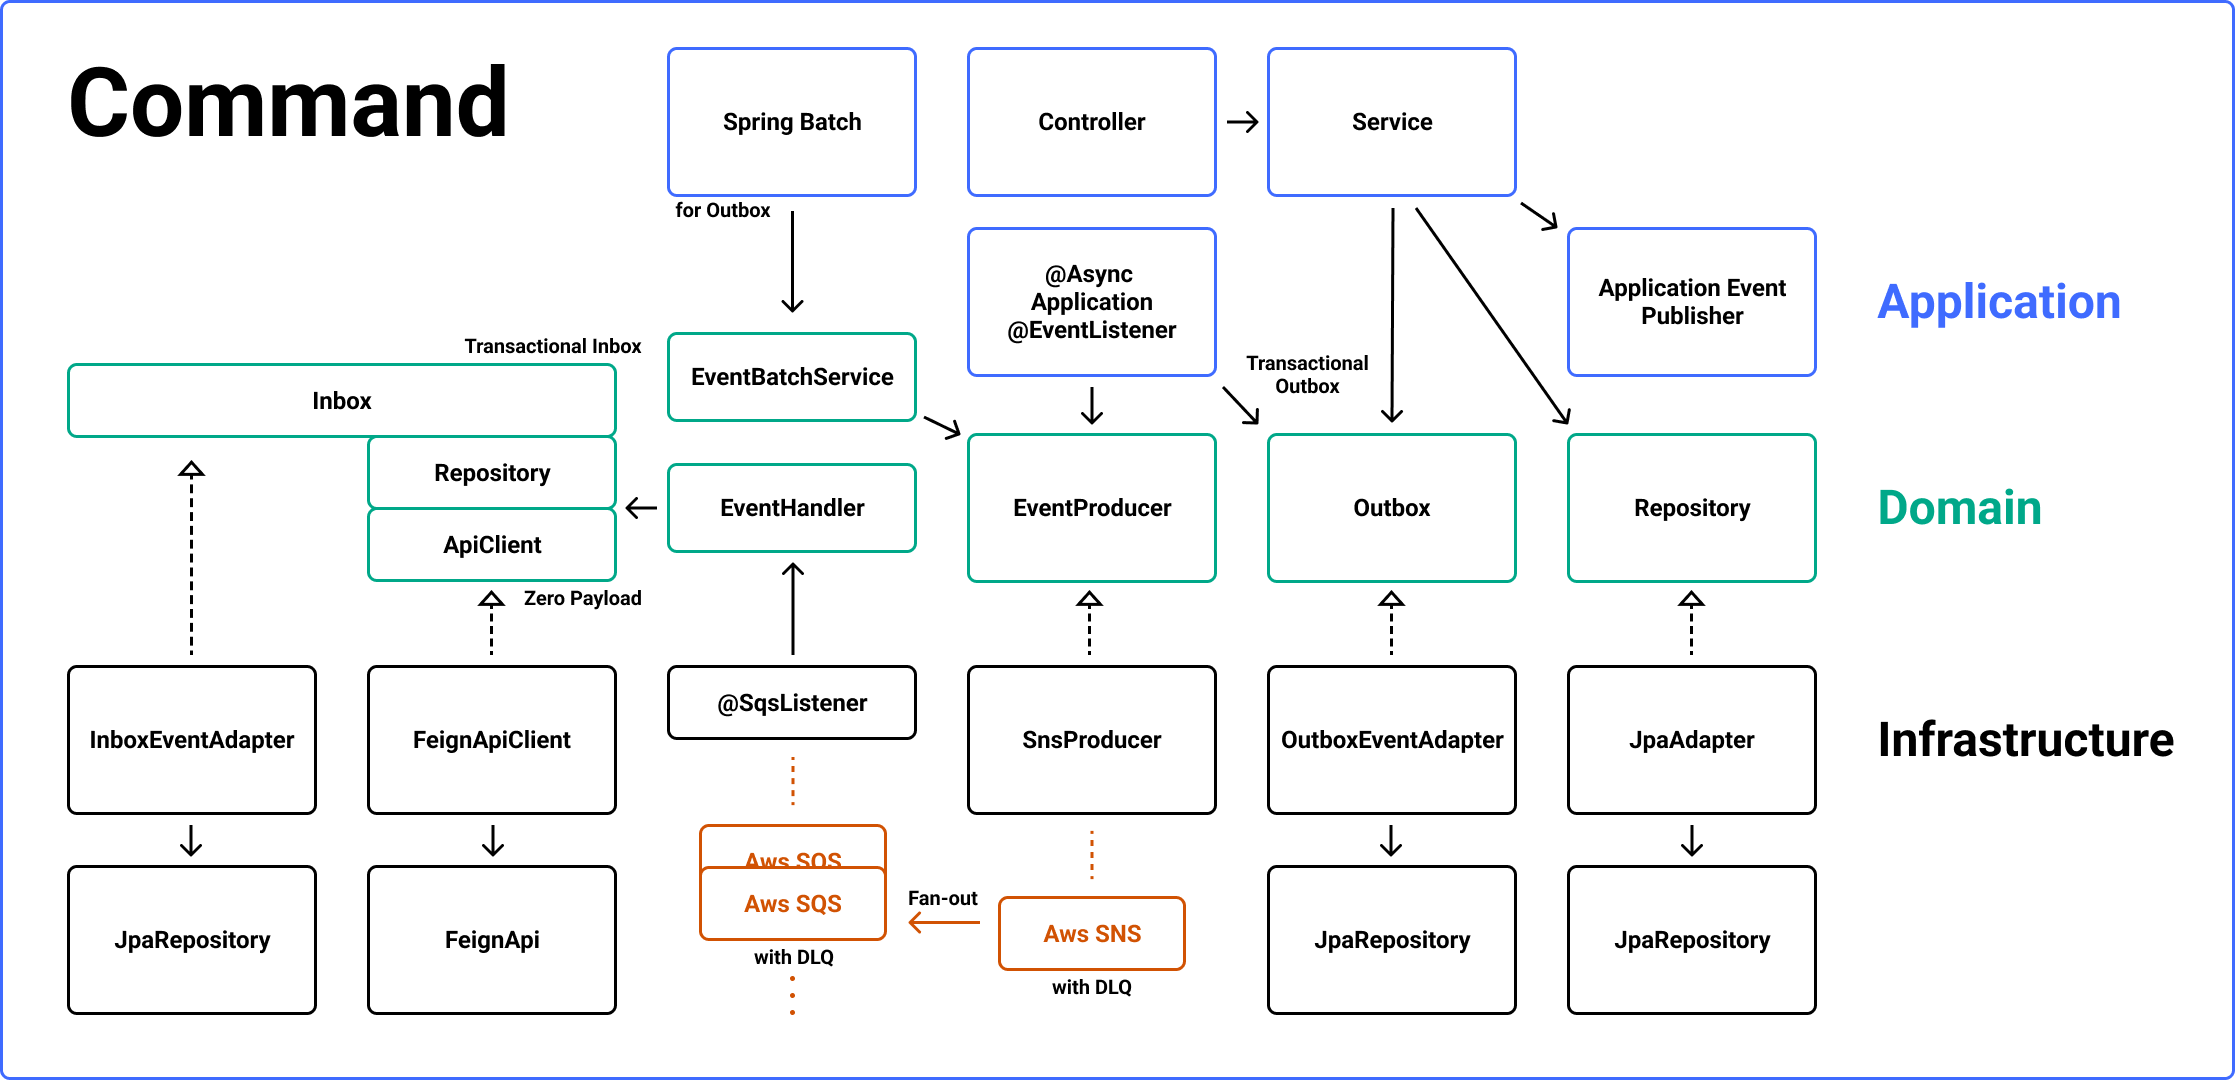 Command
Spring Batch
Controller
Service
for Outbox
@Async
Application
@EventListener
Application Event
Publisher
Application
Transactional Inbox
EventBatchService
Transactional
Outbox
Inbox
Repository
ApiClient
EventHandler
EventProducer
Outbox
Repository
Domain
Zero Payload
InboxEventAdapter
FeignApiClient
@SqsListener
SnsProducer
OutboxEventAdapter
JpaAdapter
Infrastructure
Aws SQS
Aws SQS
Fan-out
Aws SNS
JpaRepository
FeignApi
JpaRepository
JpaRepository
with DLQ
with DLQ